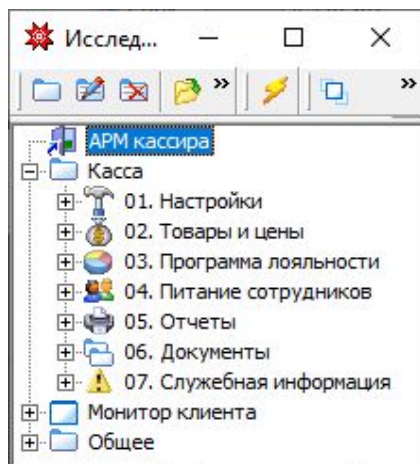 Исслед...
АРМ кассира
Касса
01. Настройки
02. Товары и цены
03. Программа лояльности
04. Питание сотрудников
05. Отчеты
06. Документы
07. Служебная информация
Монитор клиента
Общее